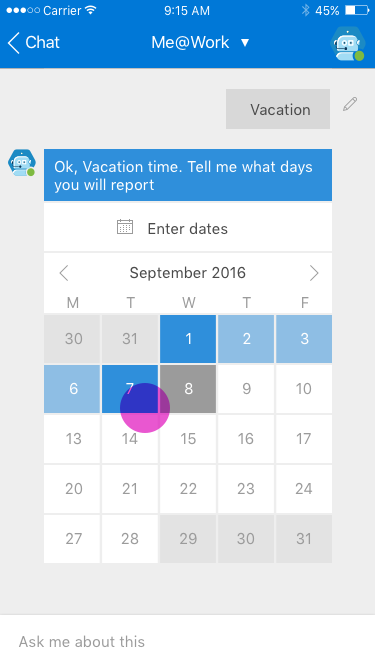 Carrier 9:15 AM 45%
Chat Me@Work ▼
Vacation
Ok, Vacation time. Tell me what days
you will report
Enter dates
September 2016
M T W T F
30 31 1 2 3
6 7 8 9 10
13 14 15 16 17
20 21 22 23 24
27 28 29 30 31
Ask me about this